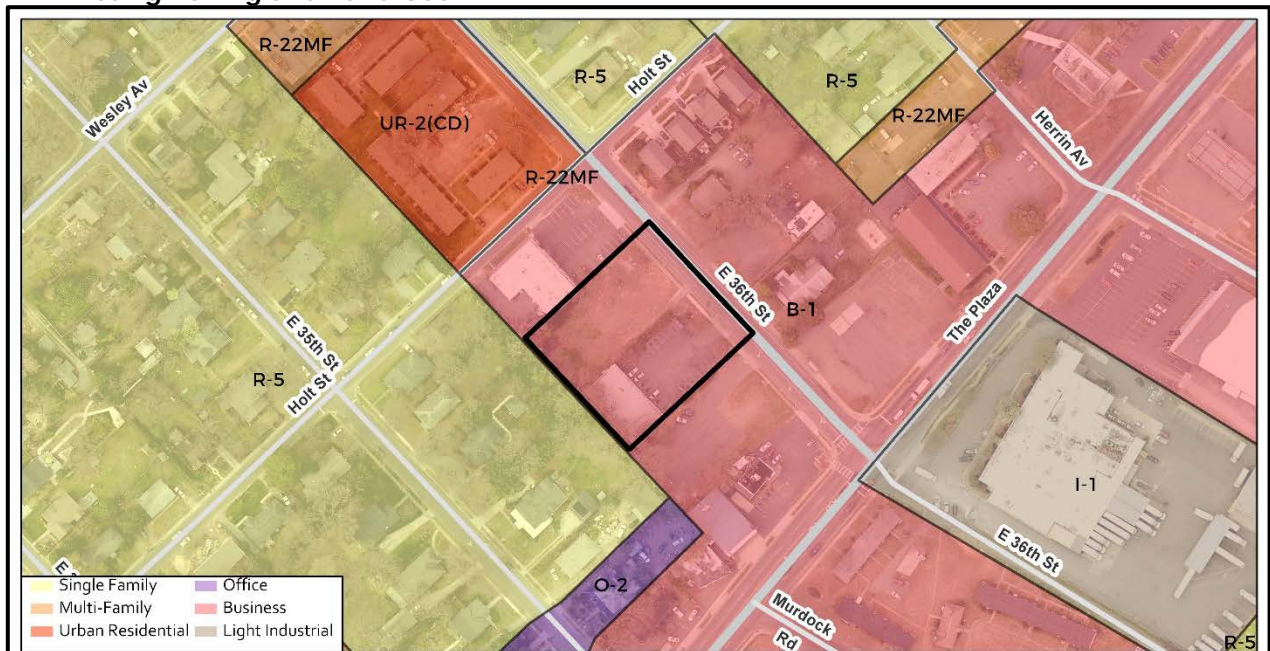 R-22MF
R-5
Holt St
R-5
Wesley Av
UR-2(CD)
R-22MF
Herrin Av
R-22MF
E 36th St
B-1
The Plaza
E 35th St
R-5
Holt St
I-1
E 36th St
O-2
Murdock
Rd
R-5
Single Family
Office
Multi-Family
Business
Urban Residential
Light Industrial